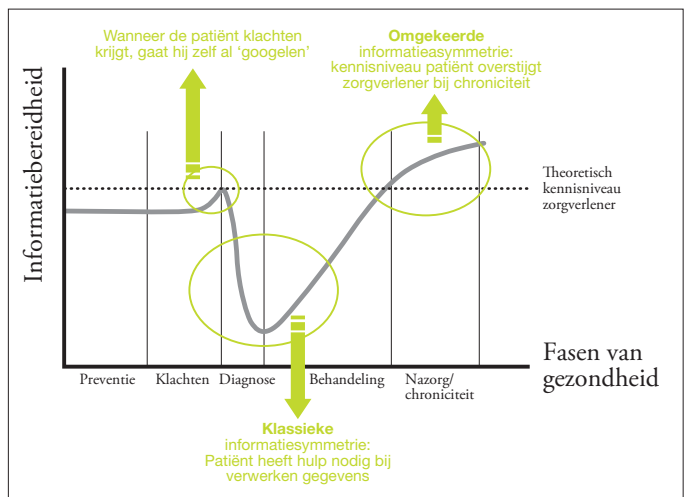 Wanneer de patiënt klachten
krijgt, gaat hij zelf al ‘googelen’
Omgekeerde
informatieasymmetrie:
kennisniveau patiënt overstijgt
zorgverlener bij chroniciteit
Informatiebereidheid
Theoretisch
kennisniveau
zorgverlener
Preventie
Klachten
Diagnose
Behandeling
Nazorg/
chroniciteit
Fasen van
gezondheid
Klassieke
informatiesymmetrie:
Patiënt heeft hulp nodig bij
verwerken gegevens